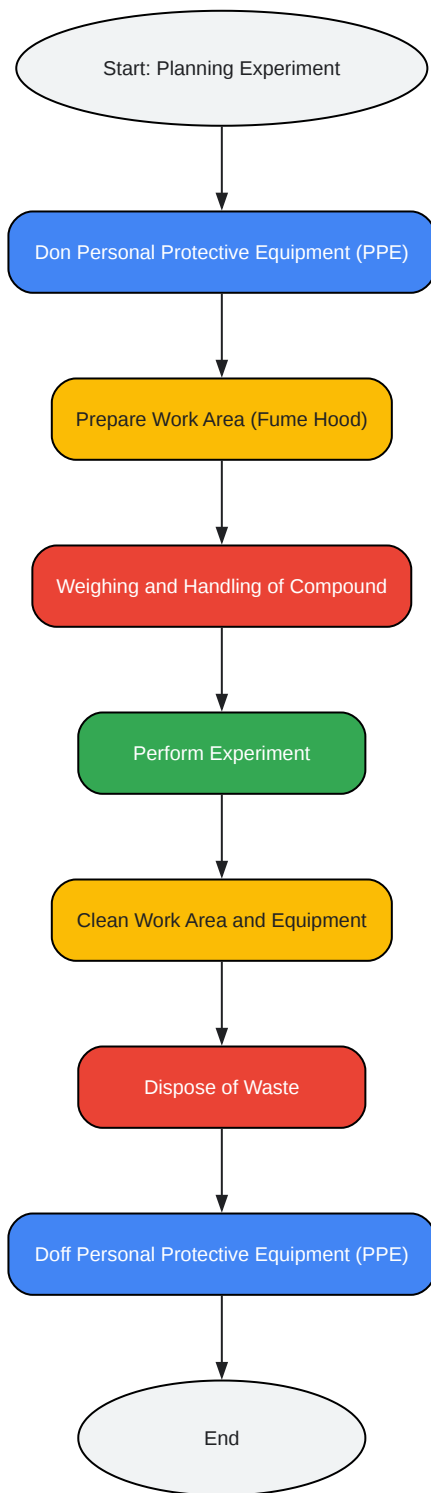 Start: Planning Experiment
Don Personal Protective Equipment (PPE)
Prepare Work Area (Fume Hood)
Weighing and Handling of Compound
Perform Experiment
Clean Work Area and Equipment
Dispose of Waste
Doff Personal Protective Equipment (PPE)
End